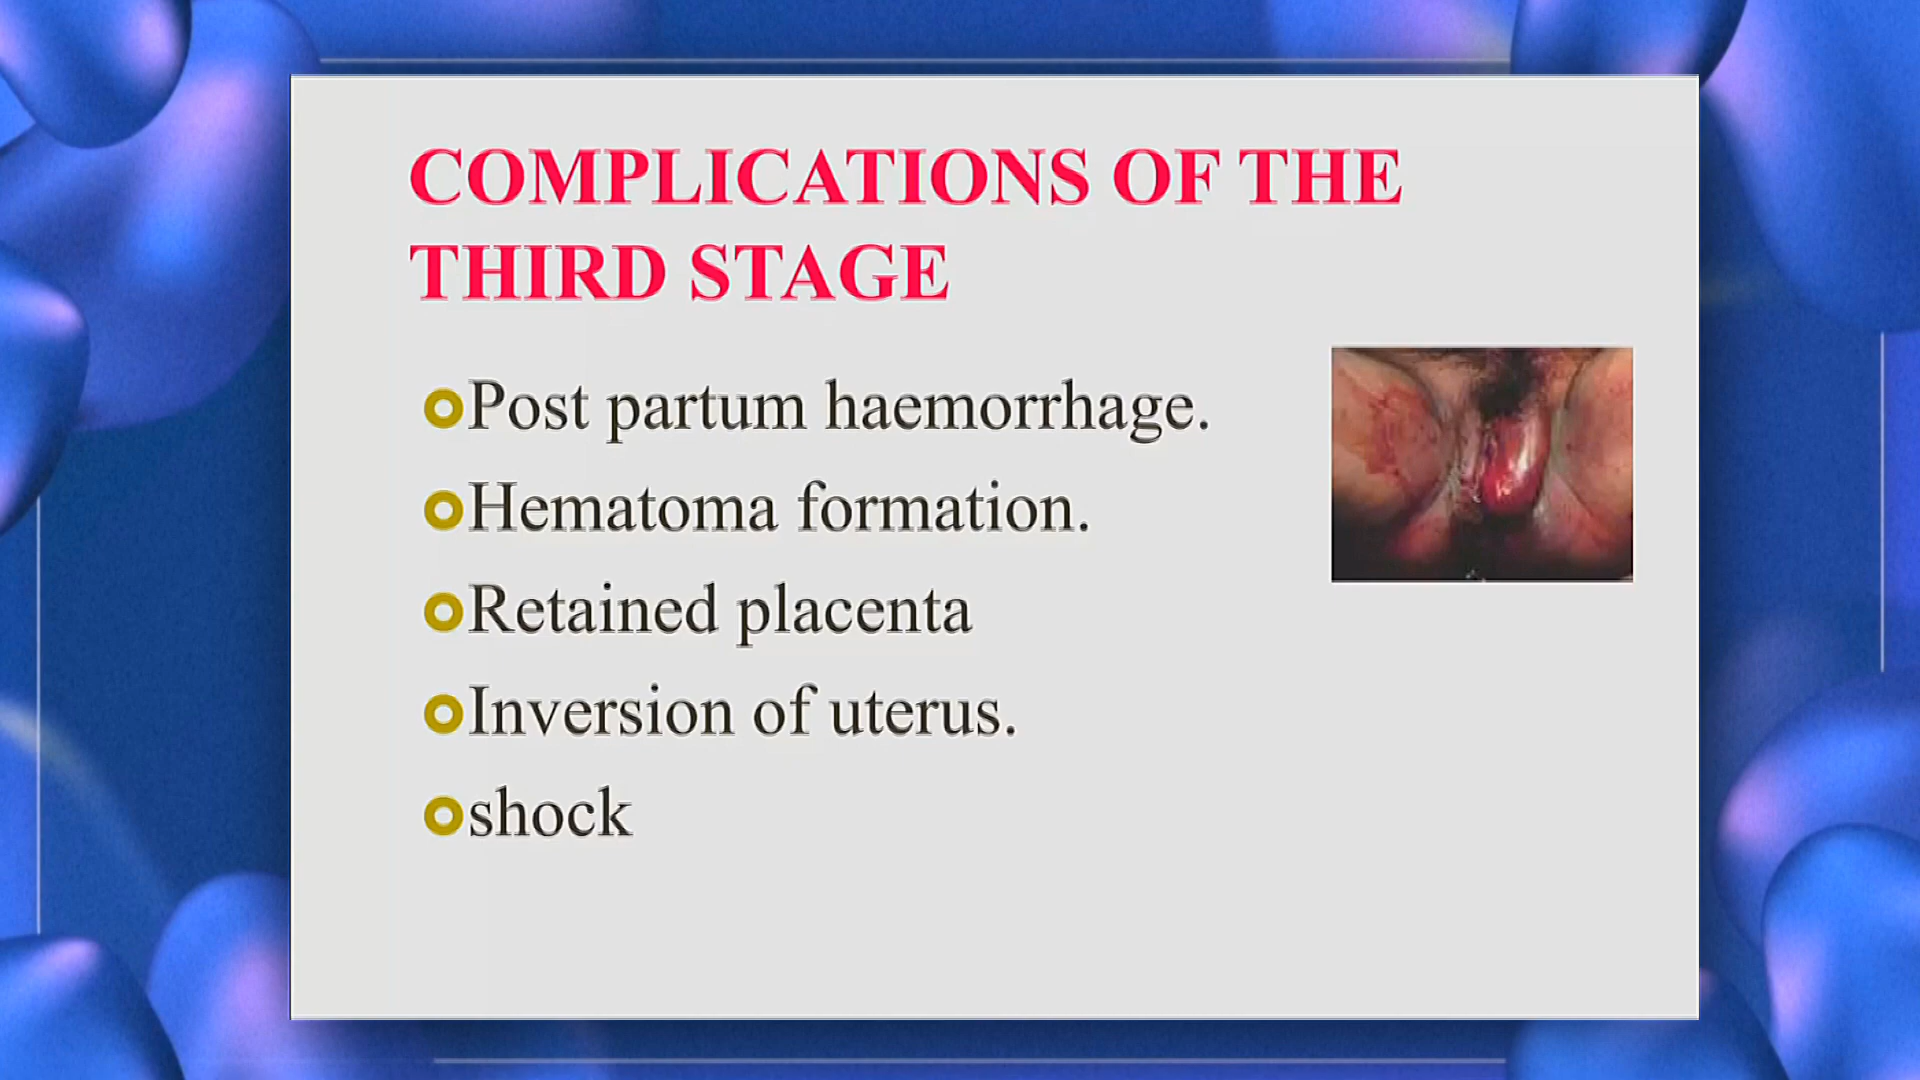 COMPLICATIONS OF THE
THIRD STAGE
Post partum haemorrhage.
Hematoma formation.
Retained placenta
Inversion of uterus.
shock